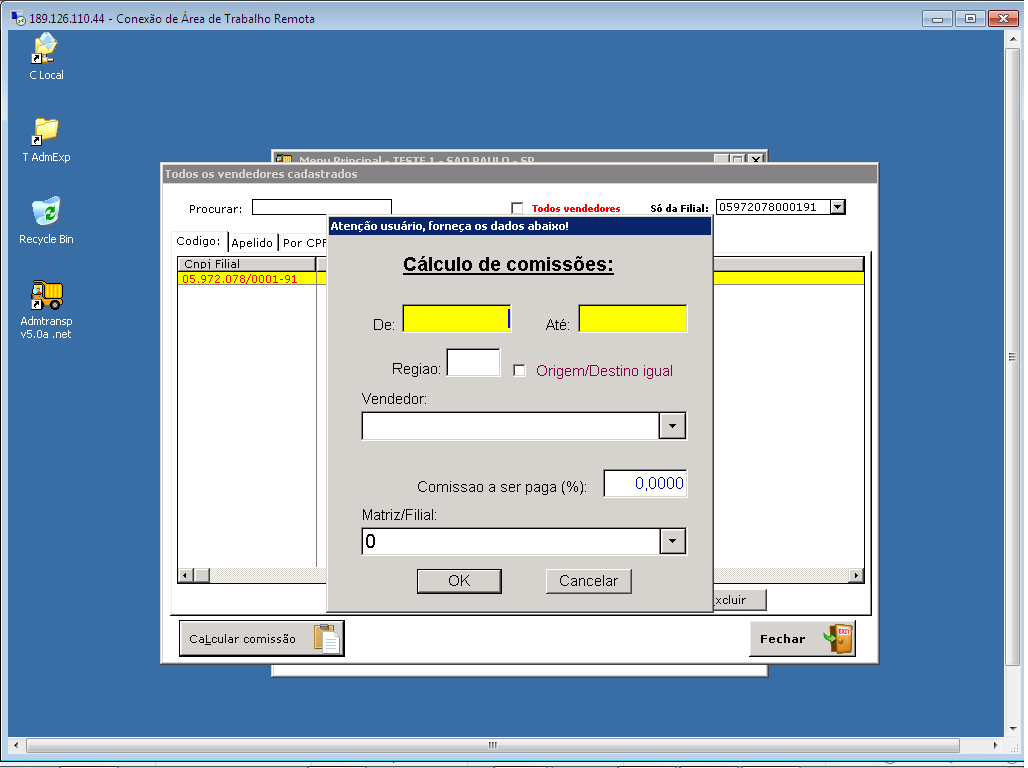 189.126.110.44 - Conexão de Área de Trabalho Remota
C Local
T AdmExp
Recycle Bin
Admtransp
v5.0a .net
Menu Principal - TESTE 1 - SAO PAULO - SP
Todos os vendedores cadastrados
Procurar:
Todos vendedores
Só da Filial:
05972078000191
Codigo:
Apelido
Por CPF
Cnpj Filial
05.972.078/0001-91
Atenção usuário, forneça os dados abaixo!
Cálculo de comissões:
De:
Até:
Regiao:
Origem/Destino igual
Vendedor:
Comissao a ser paga (%):
0,0000
Matriz/Filial:
0
OK
Cancelar
xcluir
CaLcular comissão
Fechar
EXIT